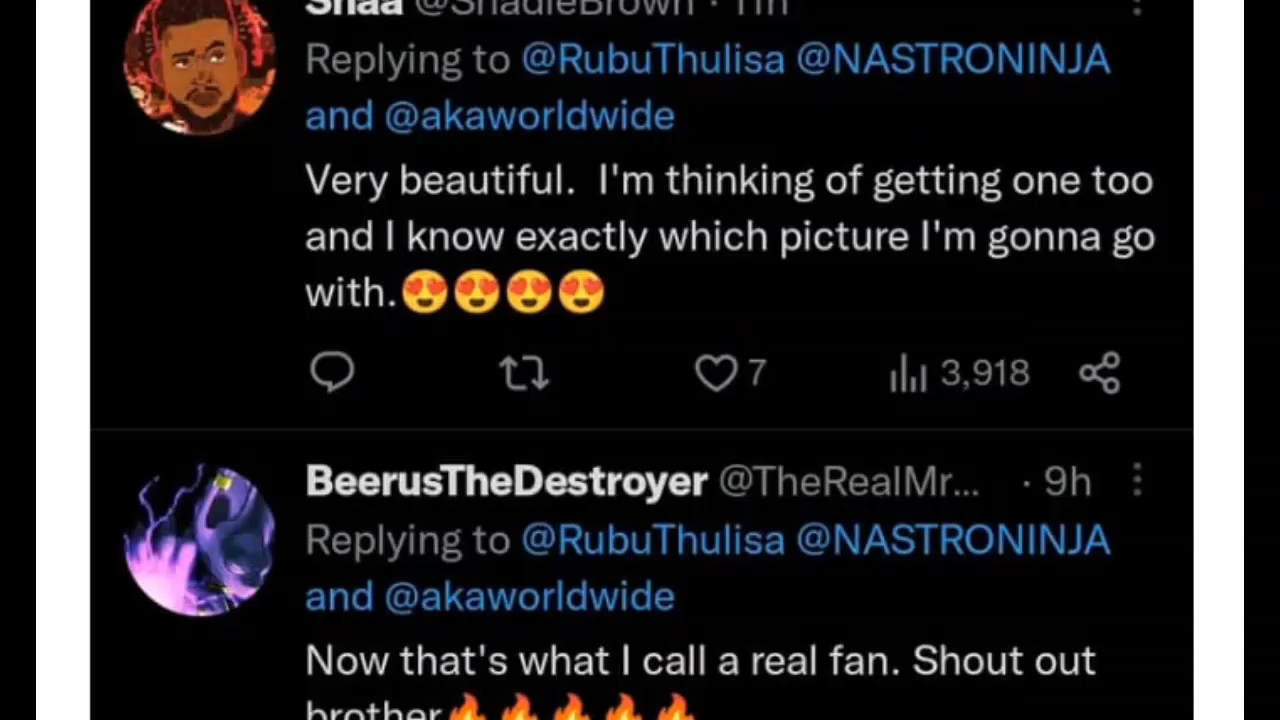 Shaa @ShadieBrown · 11h
Replying to @RubuThulisa @NASTRONINJA
and @akaworldwide
Very beautiful.  I'm thinking of getting one too
and I know exactly which picture I'm gonna go
with.😍😍😍😍
7 3,918
BeerusTheDestroyer @TheRealMr... · 9h
Replying to @RubuThulisa @NASTRONINJA
and @akaworldwide
Now that's what I call a real fan. Shout out
brother🔥🔥🔥🔥🔥